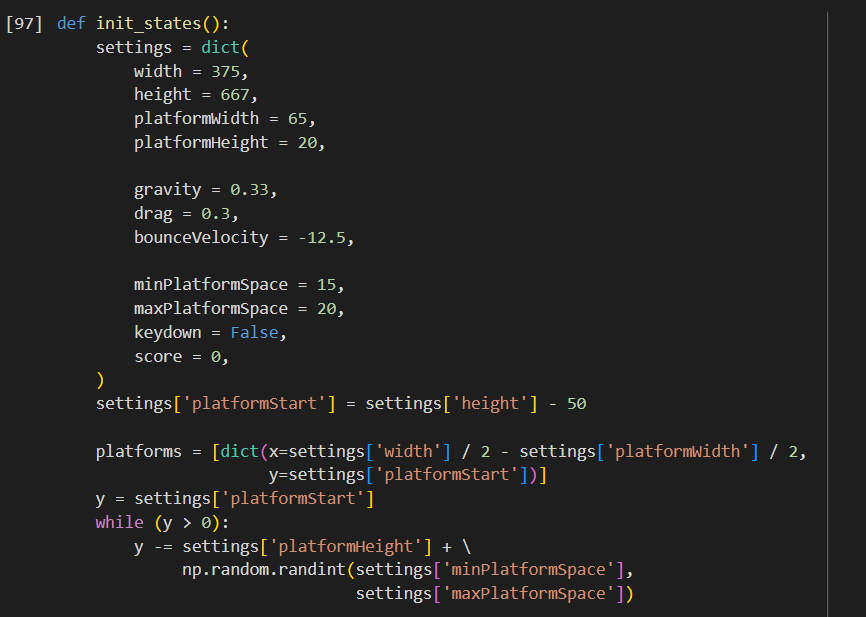 [97] def init_states():
    settings = dict(
        width = 375,
        height = 667,
        platformWidth = 65,
        platformHeight = 20,

        gravity = 0.33,
        drag = 0.3,
        bounceVelocity = -12.5,

        minPlatformSpace = 15,
        maxPlatformSpace = 20,
        keydown = False,
        score = 0,
    )
    settings['platformStart'] = settings['height'] - 50

    platforms = [dict(x=settings['width'] / 2 - settings['platformWidth'] / 2,
                      y=settings['platformStart'])]
    y = settings['platformStart']
    while (y > 0):
        y -= settings['platformHeight'] + \
             np.random.randint(settings['minPlatformSpace'],
                               settings['maxPlatformSpace'])